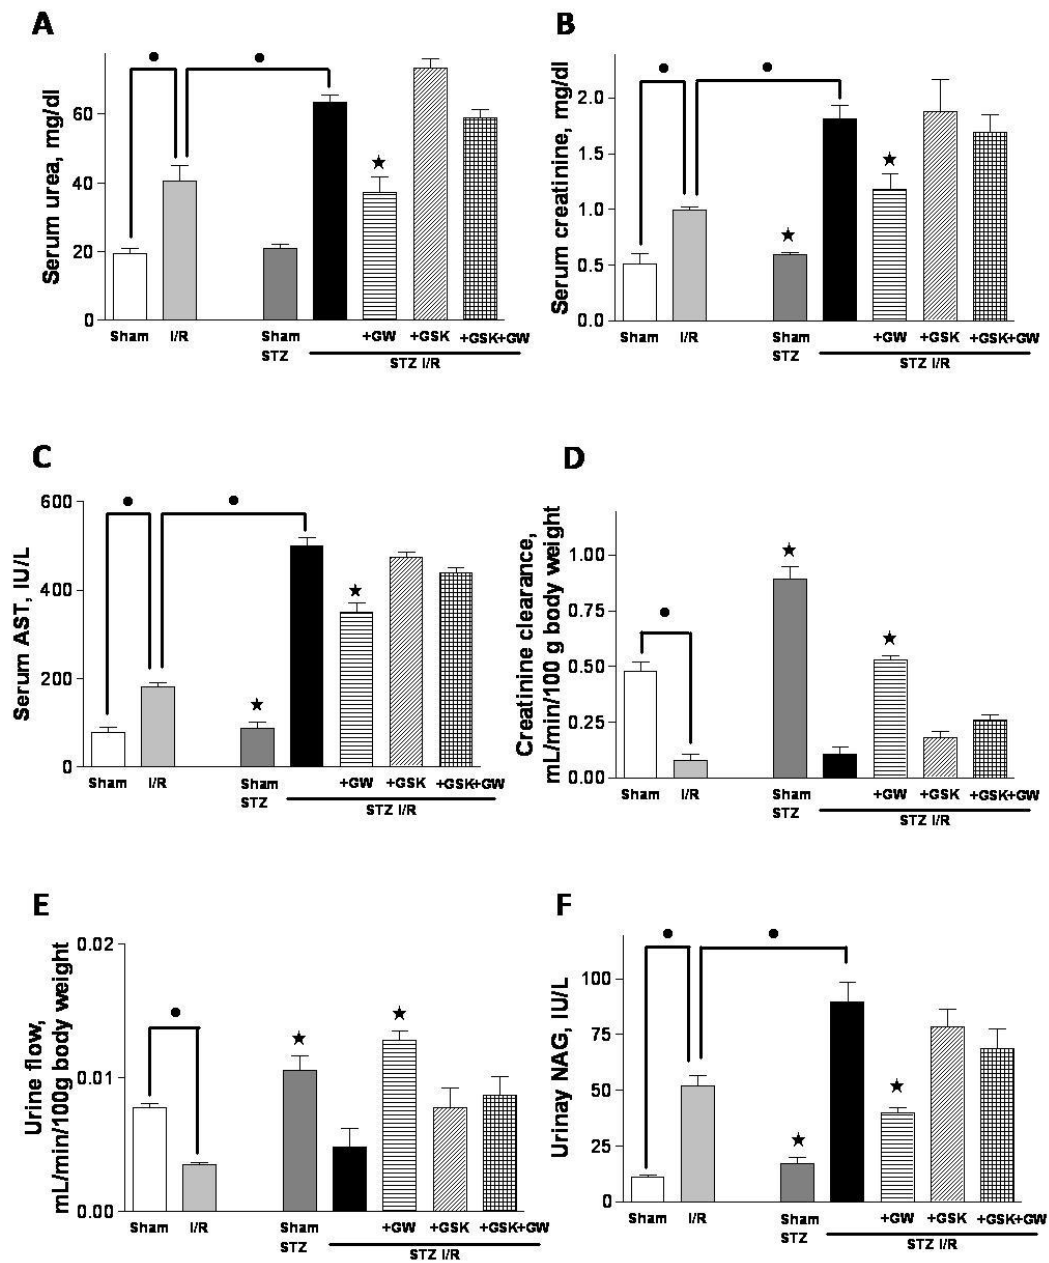 A
Serum urea, mg/dl
60
40
20
0
Sham I/R Sham STZ +GW +GSK +GSK+GW
STZ I/R
B
Serum creatinine, mg/dl
2.0
1.5
1.0
0.5
0.0
Sham I/R Sham STZ +GW +GSK +GSK+GW
STZ I/R
C
Serum AST, IU/L
600
400
200
0
Sham I/R Sham STZ +GW +GSK +GSK+GW
STZ I/R
D
Creatinine clearance,
mL/min/100 g body weight
1.00
0.75
0.50
0.25
0.00
Sham I/R Sham STZ +GW +GSK +GSK+GW
STZ I/R
E
Urine flow,
mL/min/100g body weight
0.02
0.01
0.00
Sham I/R Sham STZ +GW +GSK +GSK+GW
STZ I/R
F
Urinay NAG, IU/L
100
75
50
25
0
Sham I/R Sham STZ +GW +GSK +GSK+GW
STZ I/R